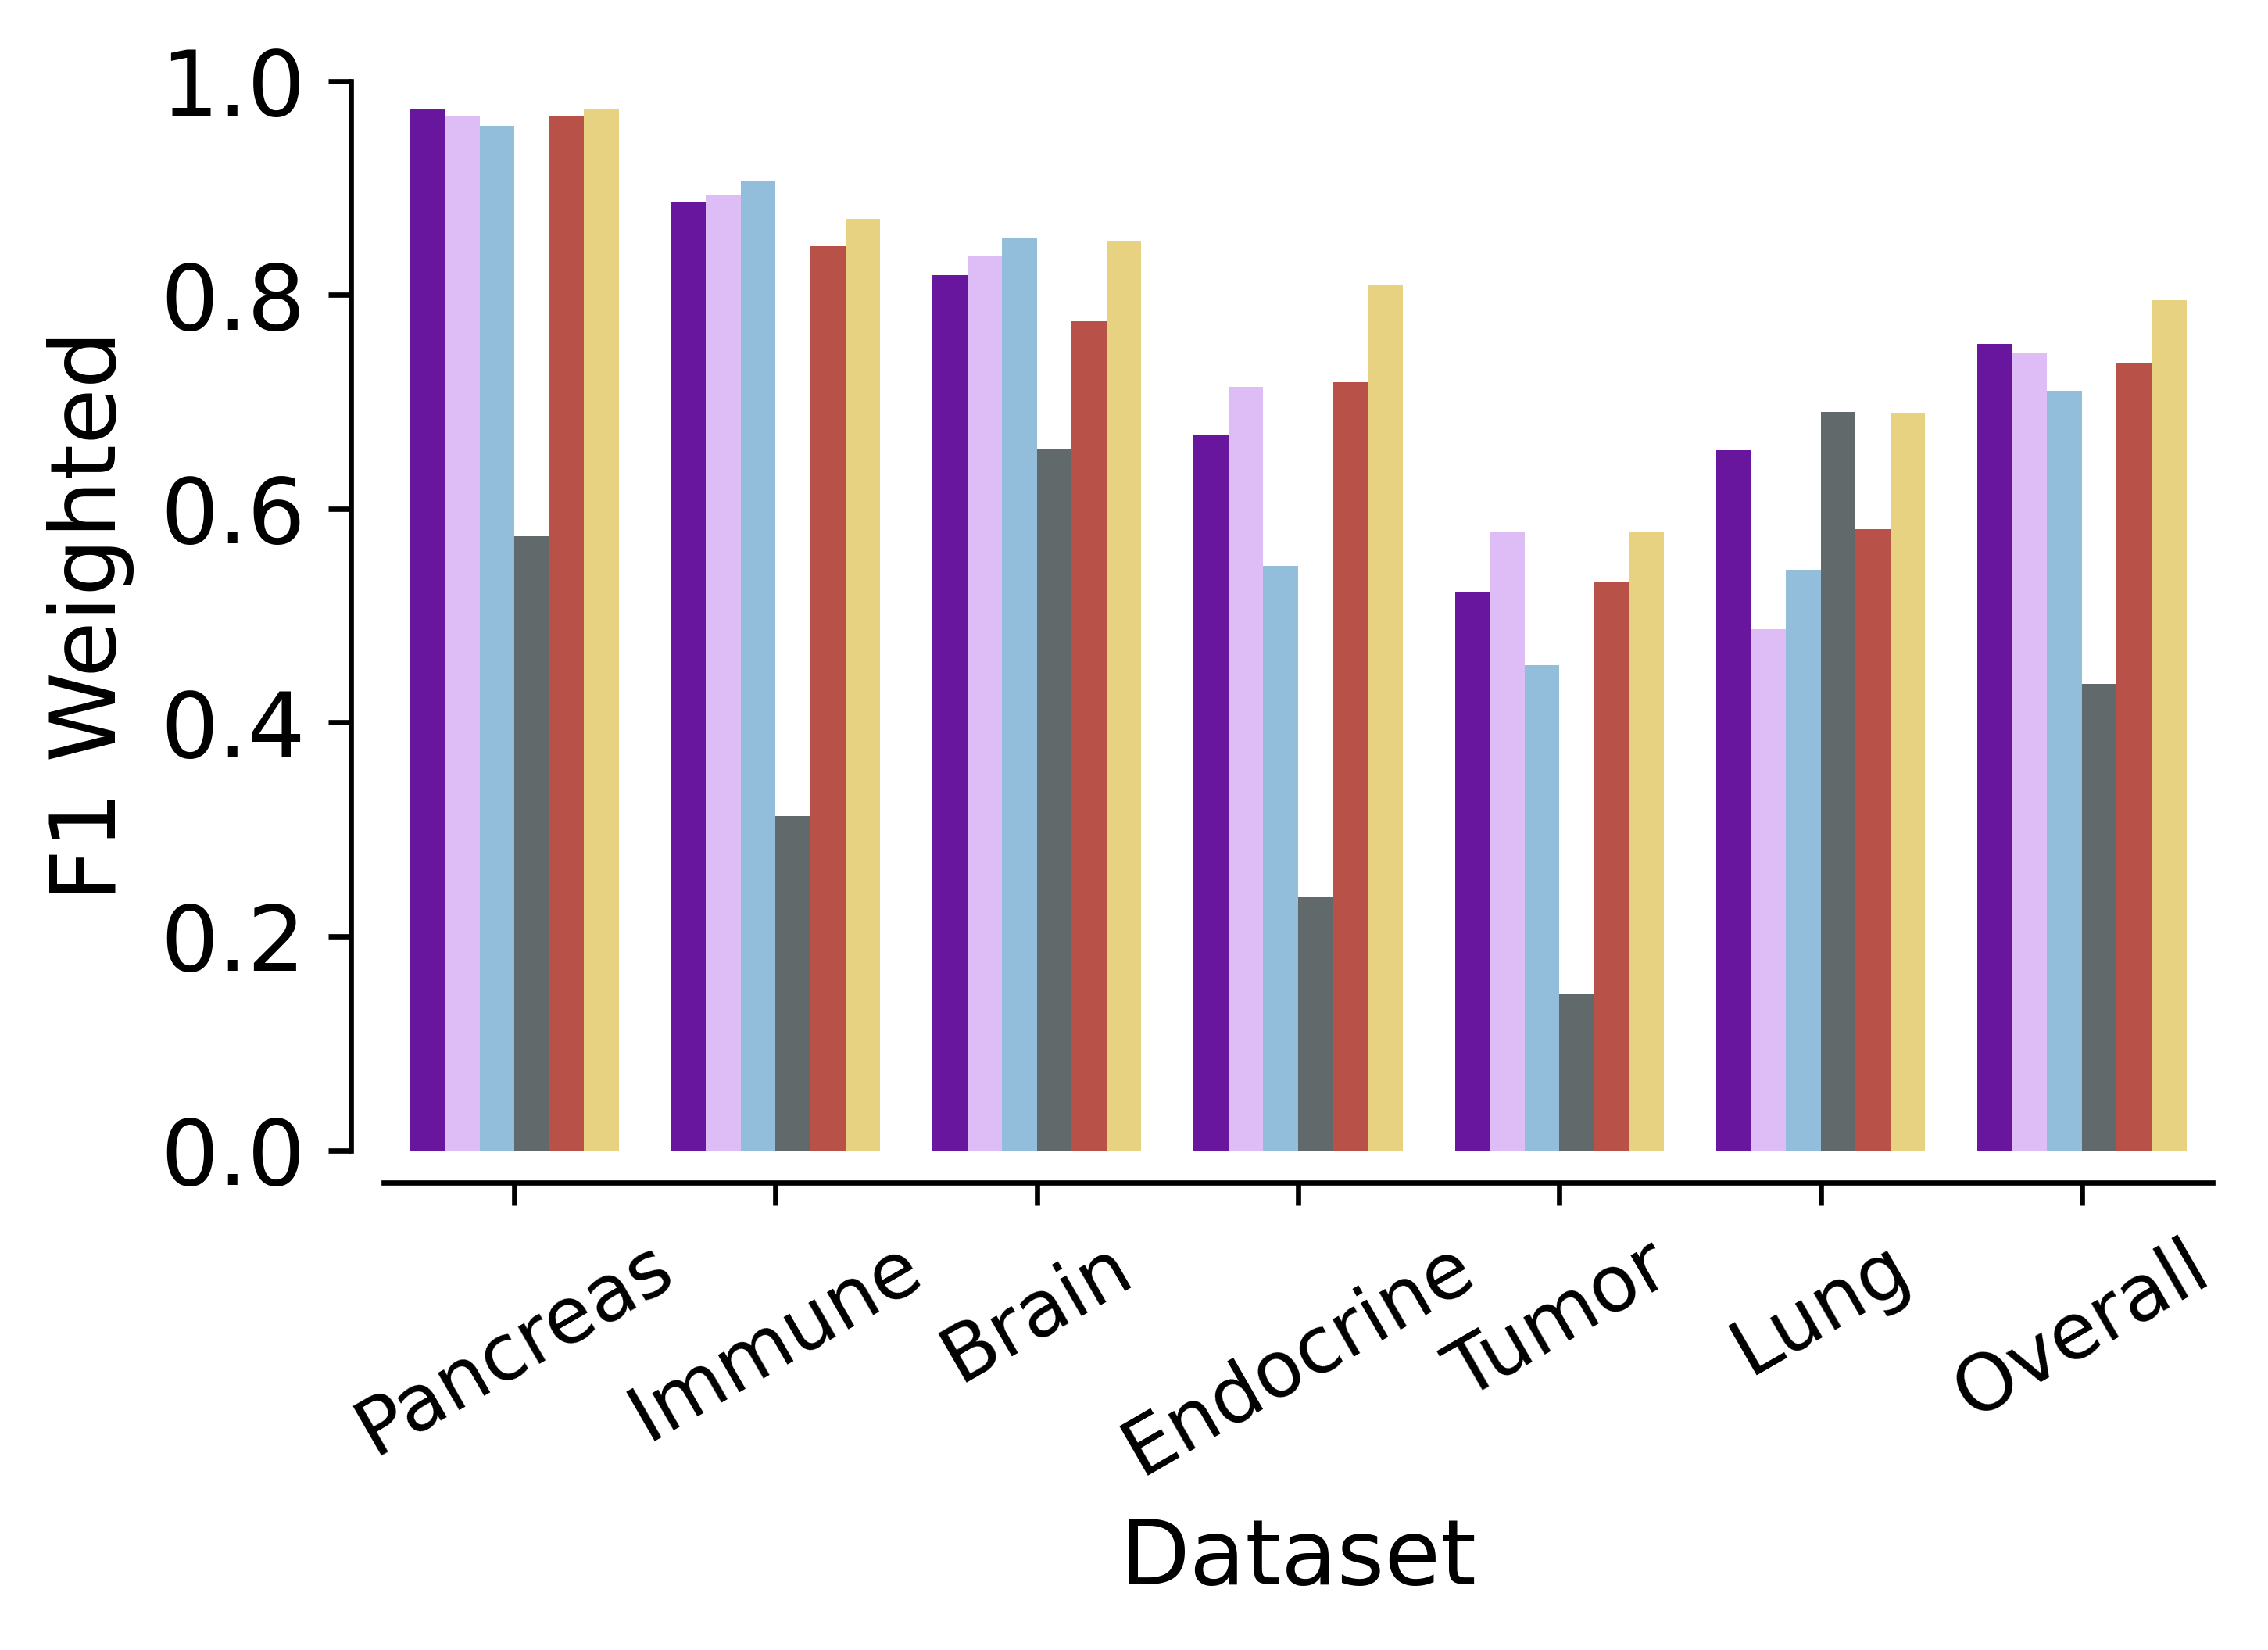 F1 Weighted
1.0
0.8
0.6
0.4
0.2
0.0
Pancreas
Immune
Brain
Endocrine
Tumor
Lung
Overall
Dataset